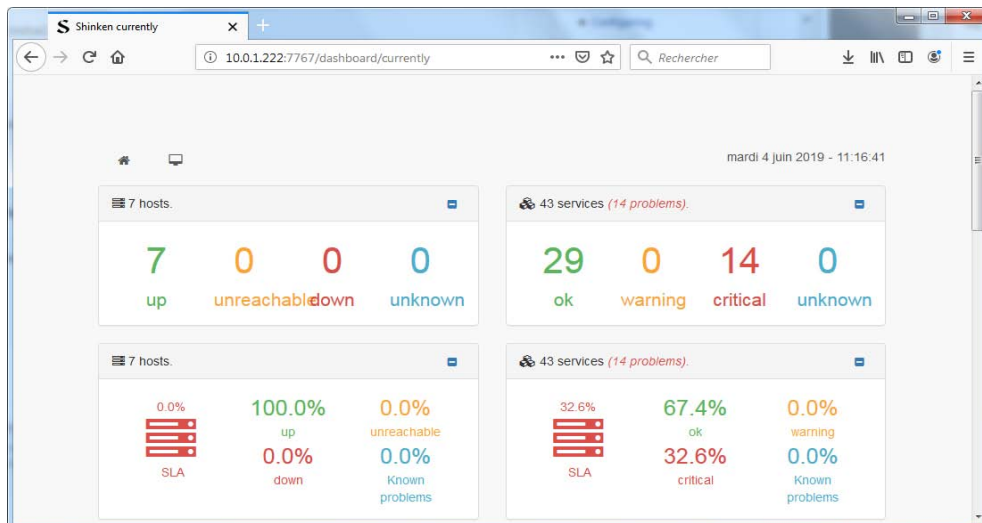 Shinken currently
10.0.1.222:7767/dashboard/currently
Rechercher
mardi 4 juin 2019 - 11:16:41
7 hosts.
7
0
0
0
up
unreachable
down
unknown
43 services (14 problems).
29
0
14
0
ok
warning
critical
unknown
7 hosts.
0.0%
SLA
100.0%
up
0.0%
unreachable
0.0%
down
0.0%
Known
problems
43 services (14 problems).
32.6%
SLA
67.4%
ok
0.0%
warning
32.6%
critical
0.0%
Known
problems